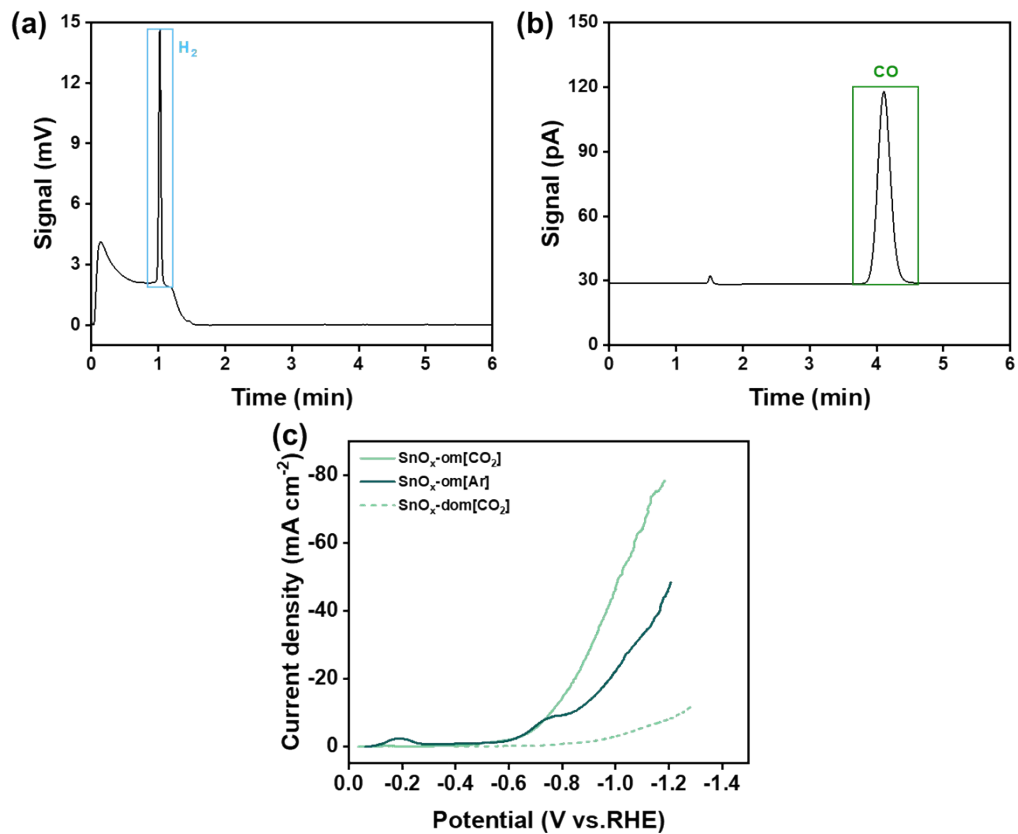 (a)
15
12
9
6
3
0
Signal (mV)
H₂
0 1 2 3 4 5 6
Time (min)
(b)
150
120
90
60
30
0
Signal (pA)
CO
0 1 2 3 4 5 6
Time (min)
(c)
SnOₓ-om[CO₂]
SnOₓ-om[Ar]
SnOₓ-dom[CO₂]
-80
-60
-40
-20
0
Current density (mA cm⁻²)
0.0 -0.2 -0.4 -0.6 -0.8 -1.0 -1.2 -1.4
Potential (V vs.RHE)